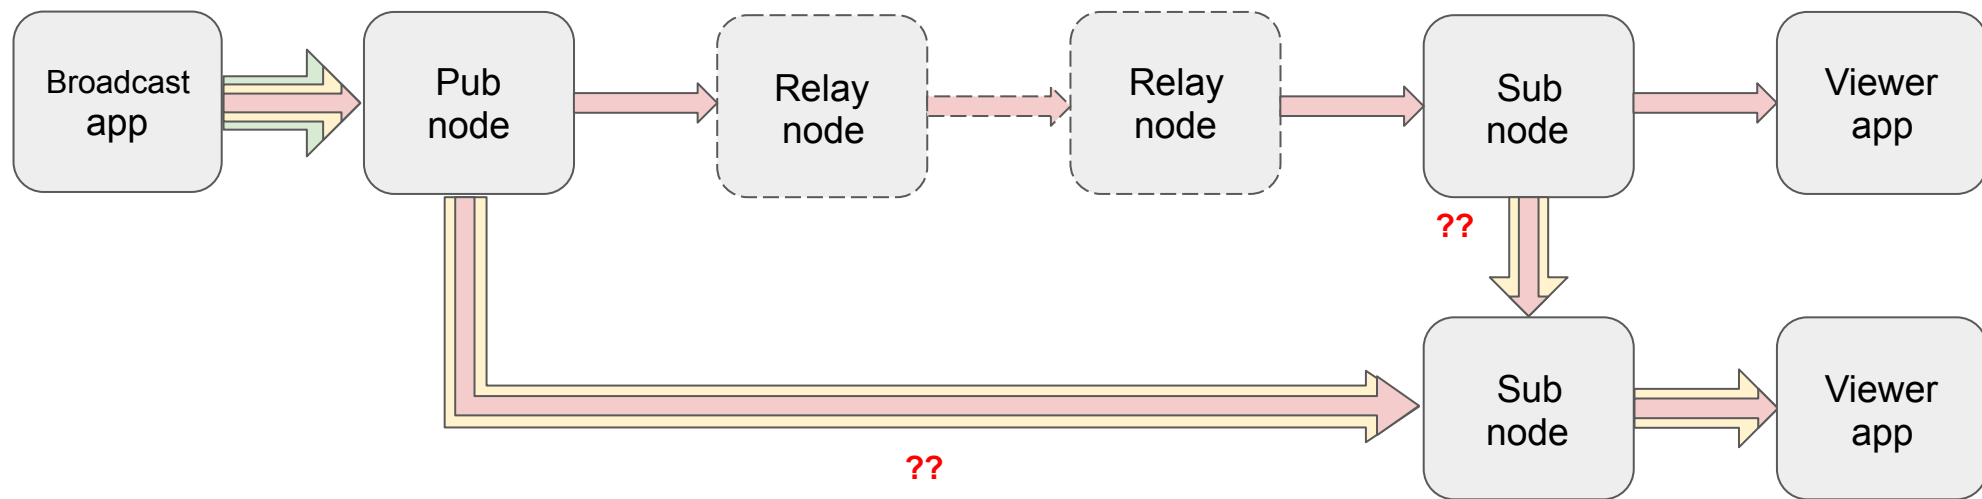 Broadcast
app
Pub
node
Relay
node
Relay
node
Sub
node
Viewer
app
??
Sub
node
Viewer
app
??